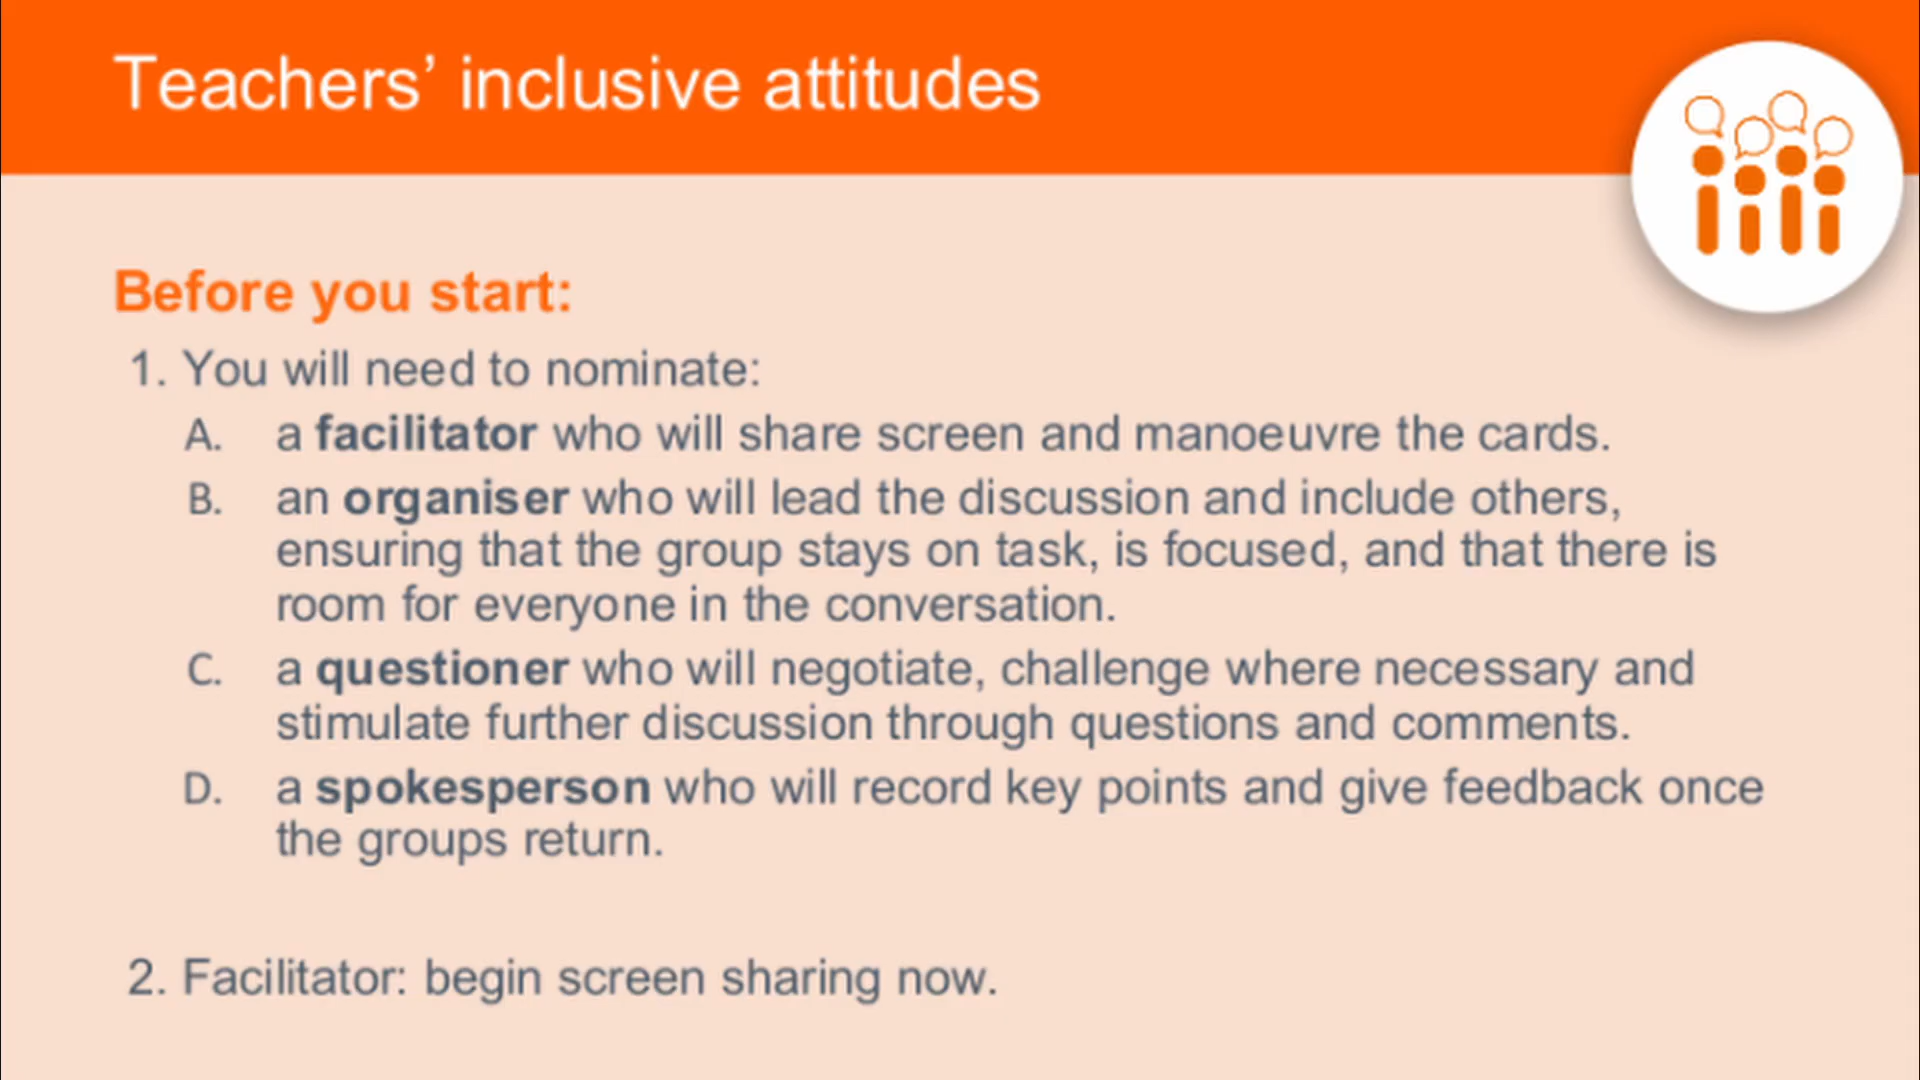 Teachers’ inclusive attitudes
Before you start:
1. You will need to nominate:
A. a facilitator who will share screen and manoeuvre the cards.
B. an organiser who will lead the discussion and include others,
ensuring that the group stays on task, is focused, and that there is
room for everyone in the conversation.
C. a questioner who will negotiate, challenge where necessary and
stimulate further discussion through questions and comments.
D. a spokesperson who will record key points and give feedback once
the groups return.
2. Facilitator: begin screen sharing now.